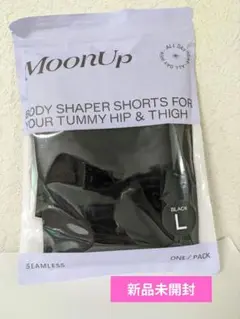 MoonUp
BODY SHAPER SHORTS FOR
YOUR TUMMY HIP & THIGH
BLACK
L
SEAMLESS
ONE / PACK
新品未開封